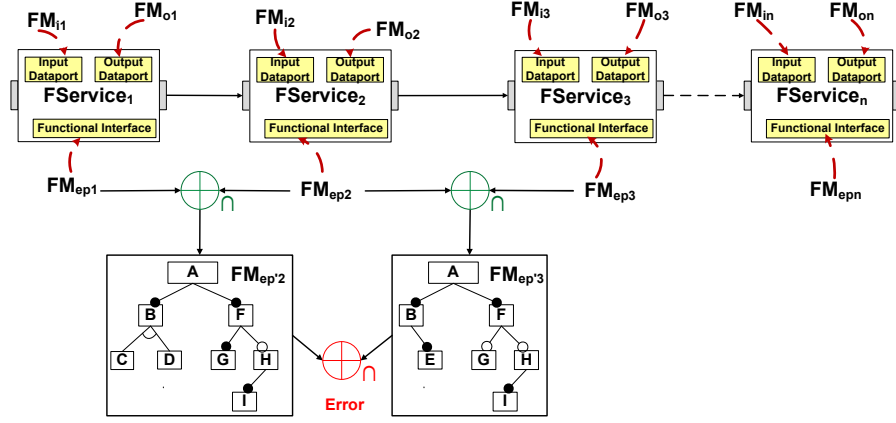 FMi1
FMo1
FMi2
FMo2
FMi3
FMo3
FMin
FMon
Input
Dataport
Output
Dataport
FService1
Functional Interface
Input
Dataport
Output
Dataport
FService2
Functional Interface
Input
Dataport
Output
Dataport
FService3
Functional Interface
Input
Dataport
Output
Dataport
FServicen
Functional Interface
FMep1
∩
FMep2
∩
FMep3
FMepn
A
FMep'2
B
F
C
D
G
H
I
A
FMep'3
B
F
E
G
H
I
∩
Error